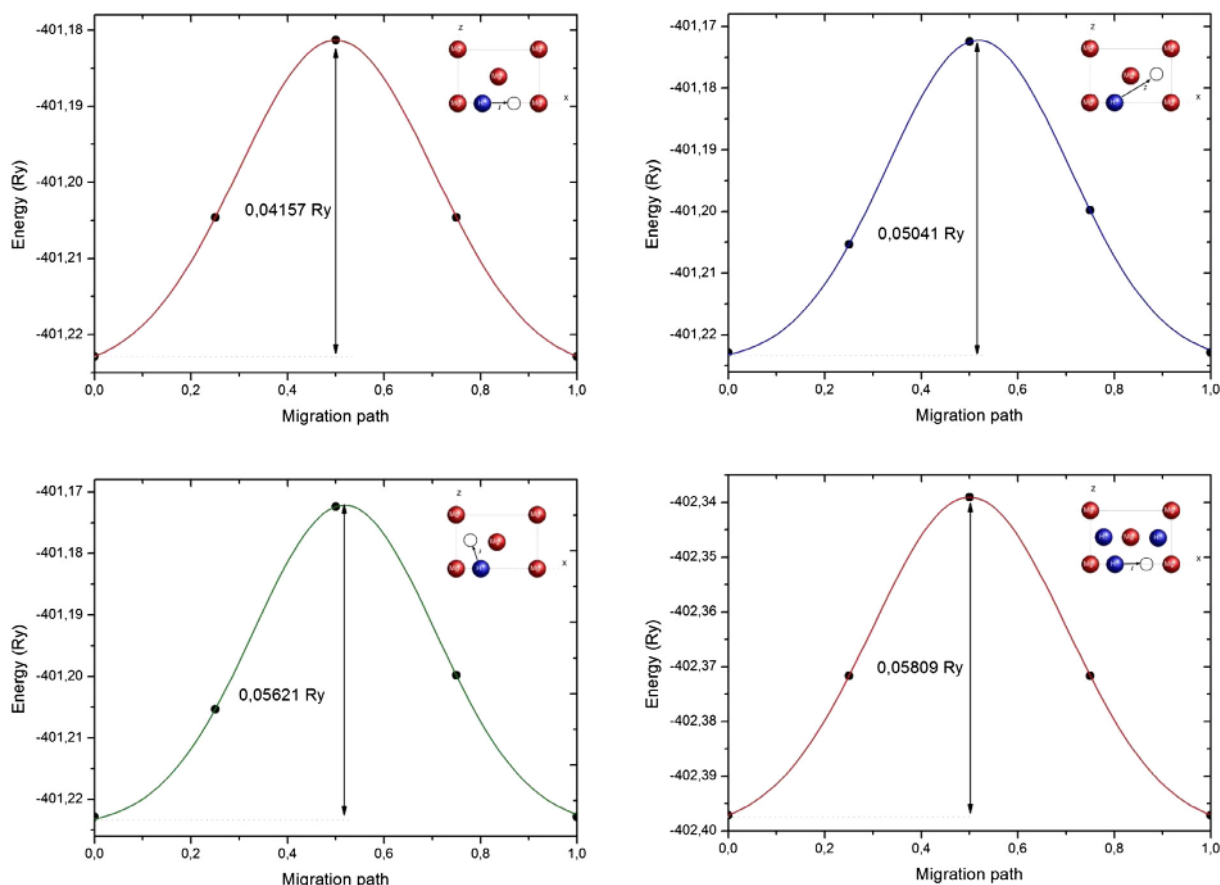 -401,18
-401,19
-401,20
-401,21
-401,22
Energy (Ry)
0,04157 Ry
z
x
0,0
0,2
0,4
0,6
0,8
1,0
Migration path
-401,17
-401,18
-401,19
-401,20
-401,21
-401,22
Energy (Ry)
0,05041 Ry
z
x
0,0
0,2
0,4
0,6
0,8
1,0
Migration path
-401,17
-401,18
-401,19
-401,20
-401,21
-401,22
Energy (Ry)
0,05621 Ry
z
x
0,0
0,2
0,4
0,6
0,8
1,0
Migration path
-402,34
-402,35
-402,36
-402,37
-402,38
-402,39
-402,40
Energy (Ry)
0,05809 Ry
z
x
0,0
0,2
0,4
0,6
0,8
1,0
Migration path